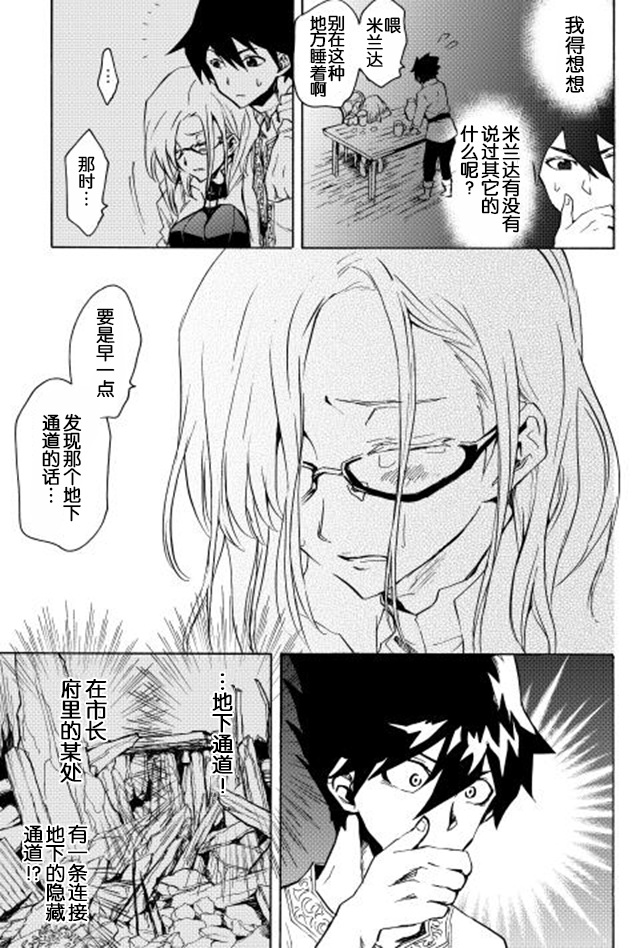 我得想想
米兰达有没有
说过其它的
什么呢？
喂
米兰达
别在这种
地方睡着啊
…
那时…
要是早一点
发现那个地下
通道的话…
…地下通道！
在市长
府里的某处
有一条连接
地下的隐藏
通道！？